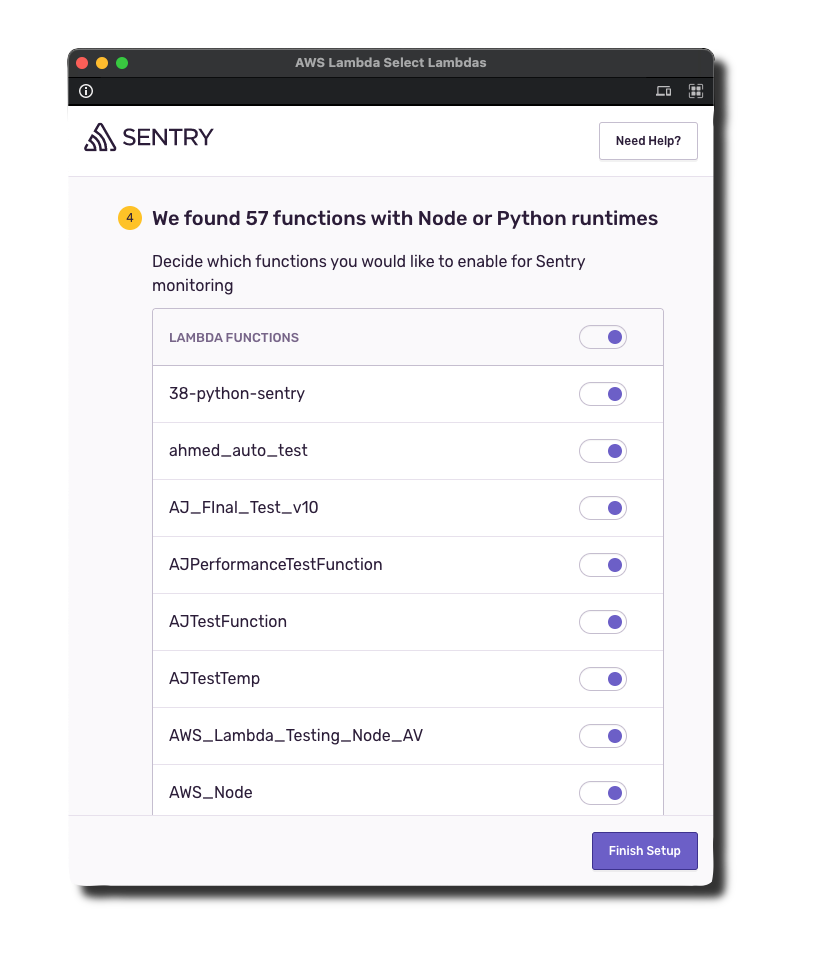 AWS Lambda Select Lambdas
SENTRY
Need Help?
4
We found 57 functions with Node or Python runtimes
Decide which functions you would like to enable for Sentry
monitoring
LAMBDA FUNCTIONS
38-python-sentry
ahmed_auto_test
AJ_FInal_Test_v10
AJPerformanceTestFunction
AJTestFunction
AJTestTemp
AWS_Lambda_Testing_Node_AV
AWS_Node
Finish Setup